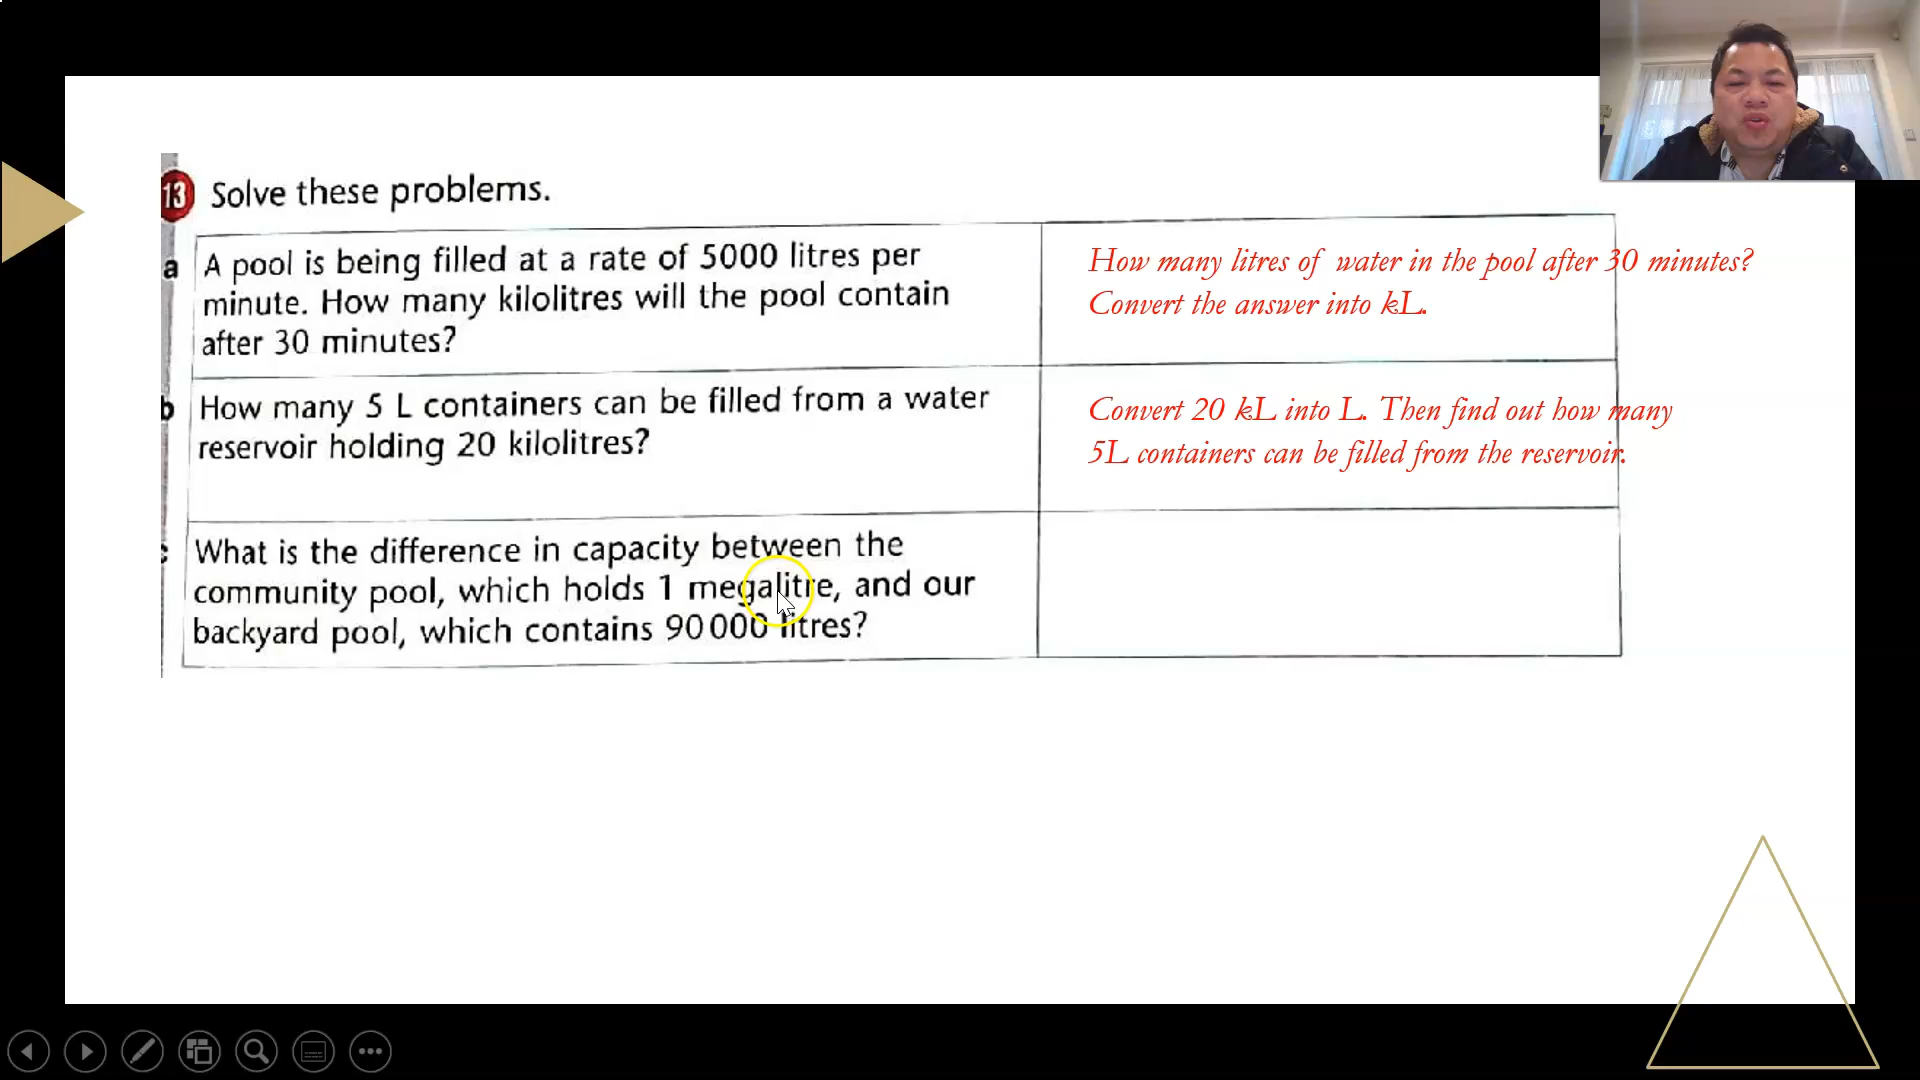 13 Solve these problems.
a A pool is being filled at a rate of 5000 litres per
minute. How many kilolitres will the pool contain
after 30 minutes?
How many litres of water in the pool after 30 minutes?
Convert the answer into kL.
b How many 5 L containers can be filled from a water
reservoir holding 20 kilolitres?
Convert 20 kL into L. Then find out how many
5L containers can be filled from the reservoir.
c What is the difference in capacity between the
community pool, which holds 1 megalitre, and our
backyard pool, which contains 90 000 litres?